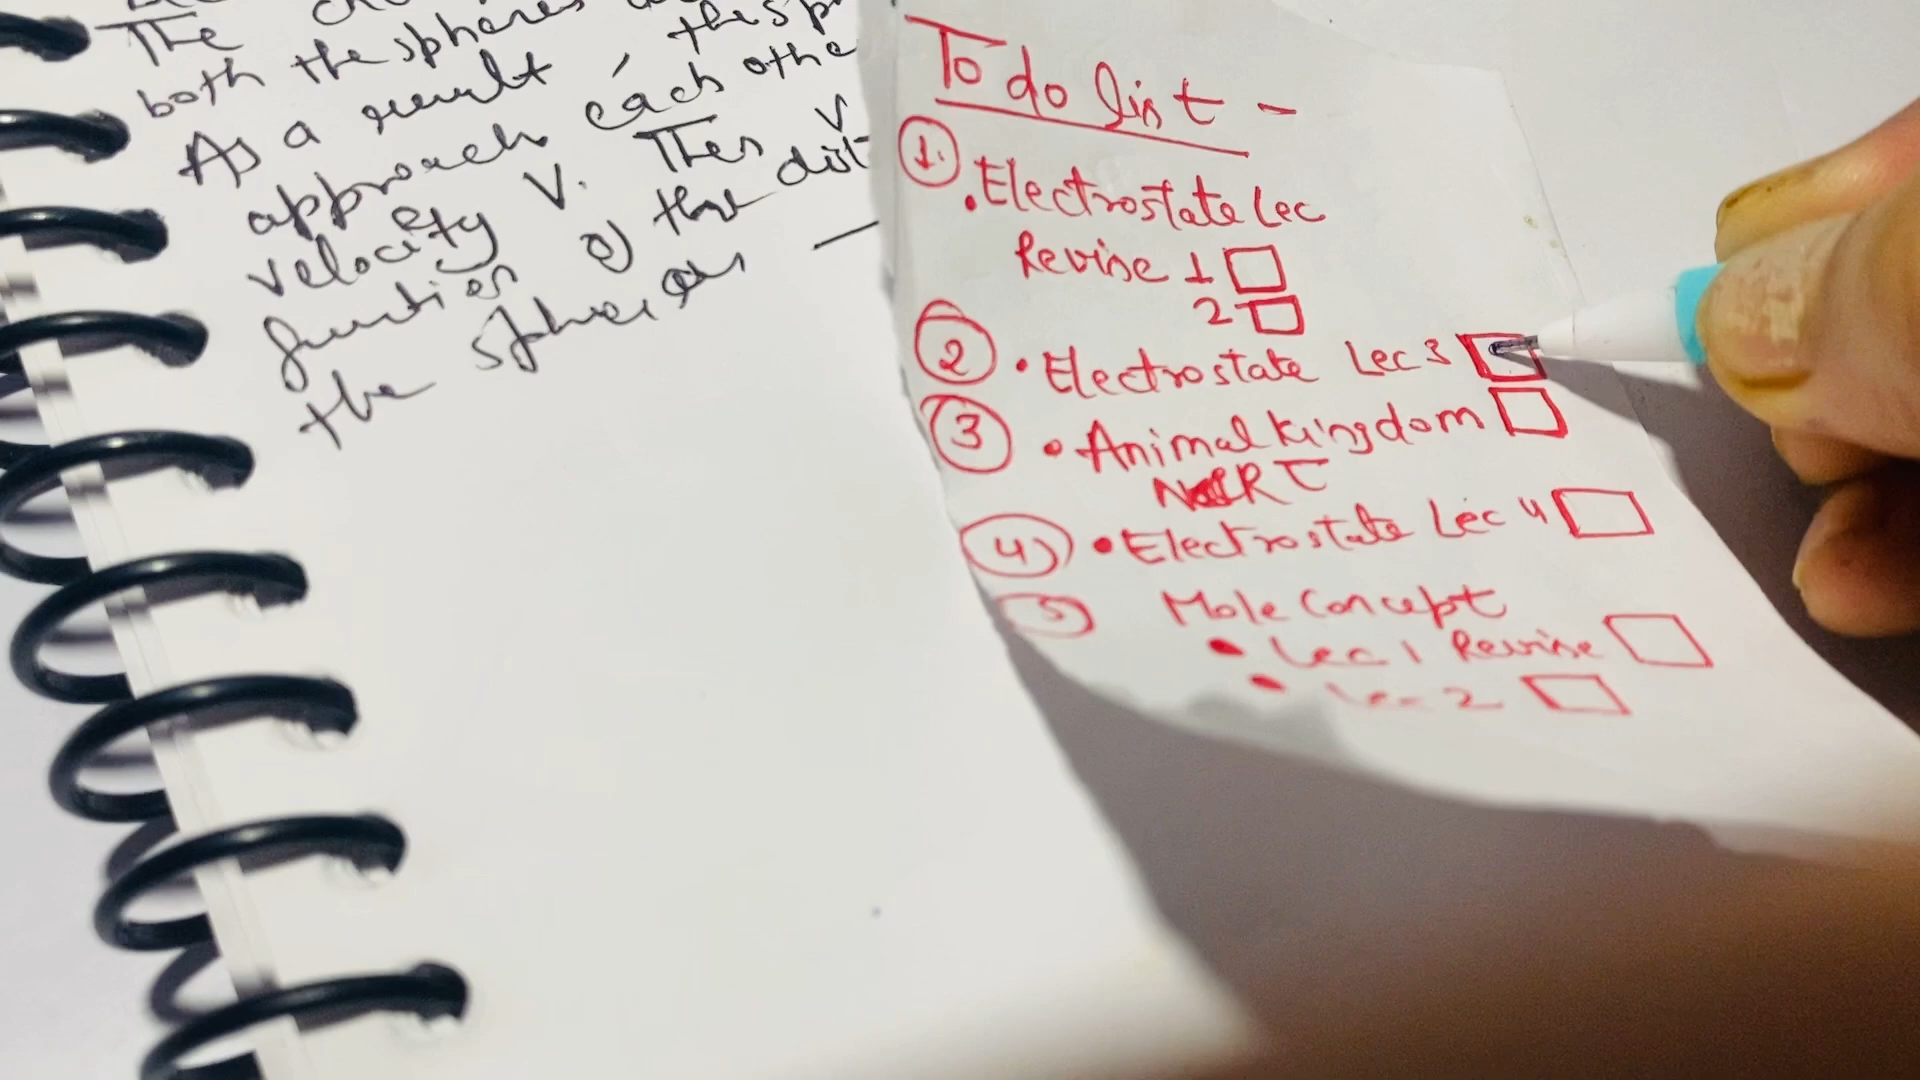 The
both the spheres
As a result, the sp
approach each othe
velocity V. Then V
function of the dist
the spheres
To do list -
1. . Electrostate Lec
Revise 1
2
2 • Electrostate Lec 3
3 • Animal Kingdom
NCERT
4) • Electrostate Lec 4
5 Mole Concept
• Lec 1 Revise
• Lec 2